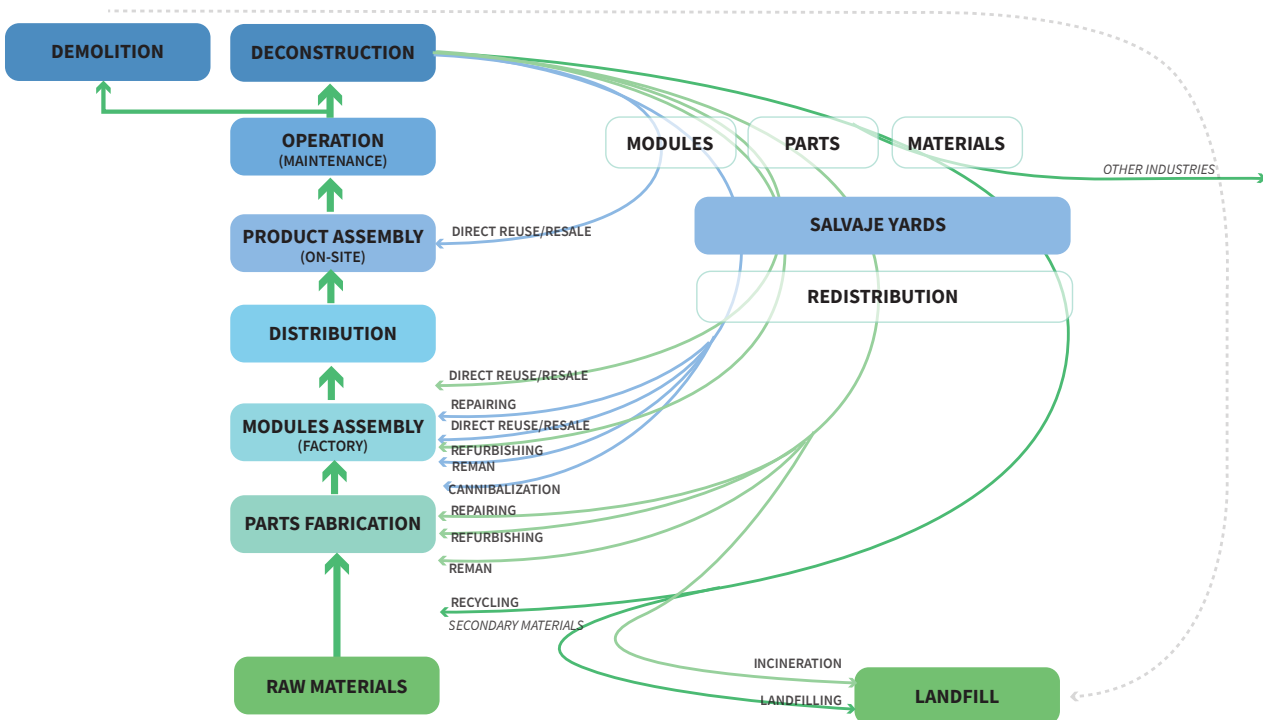 DEMOLITION
DECONSTRUCTION
OPERATION
(MAINTENANCE)
MODULES
PARTS
MATERIALS
OTHER INDUSTRIES
PRODUCT ASSEMBLY
(ON-SITE)
DIRECT REUSE/RESALE
SALVAJE YARDS
REDISTRIBUTION
DISTRIBUTION
DIRECT REUSE/RESALE
REPAIRING
MODULES ASSEMBLY
(FACTORY)
DIRECT REUSE/RESALE
REFURBISHING
REMAN
CANNIBALIZATION
PARTS FABRICATION
REPAIRING
REFURBISHING
REMAN
RECYCLING
SECONDARY MATERIALS
RAW MATERIALS
INCINERATION
LANDFILLING
LANDFILL